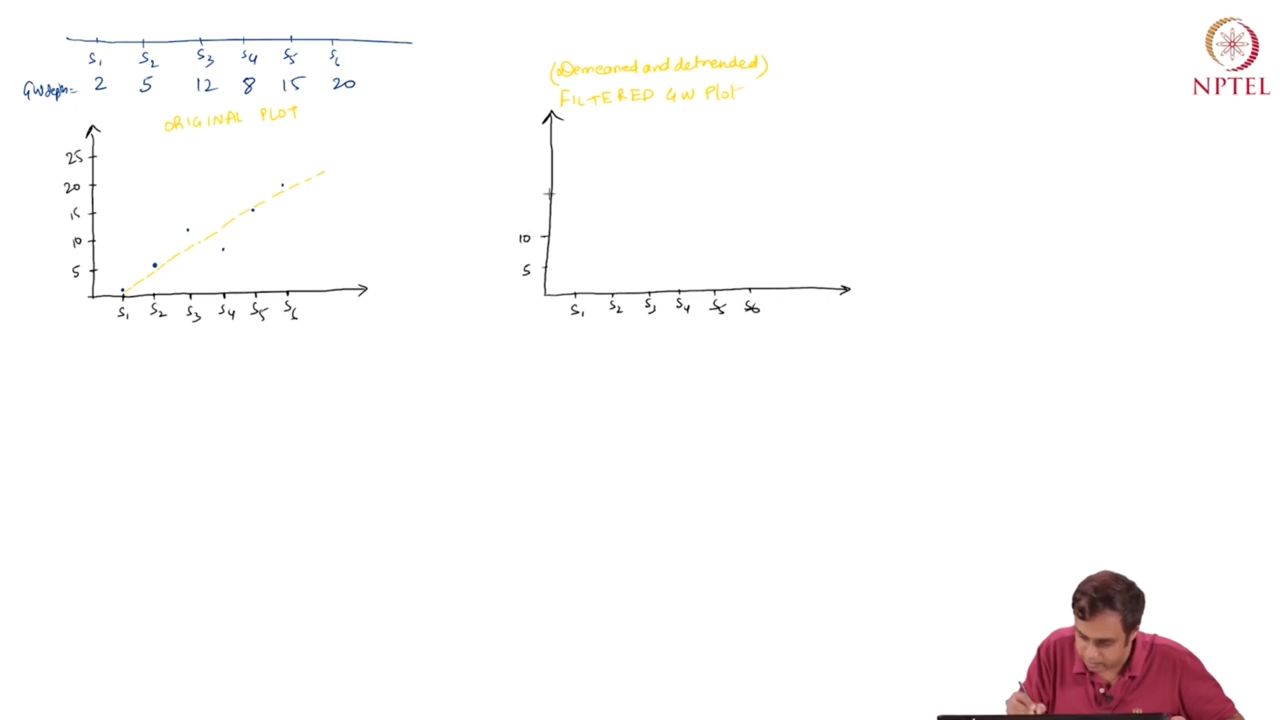 S1 S2 S3 S4 S5 S6
GW depth= 2 5 12 8 15 20
ORIGINAL PLOT
25
20
15
10
5
S1 S2 S3 S4 S5 S6
(Demeaned and detrended)
FILTERED GW Plot
10
5
S1 S2 S3 S4 S5 S6
NPTEL